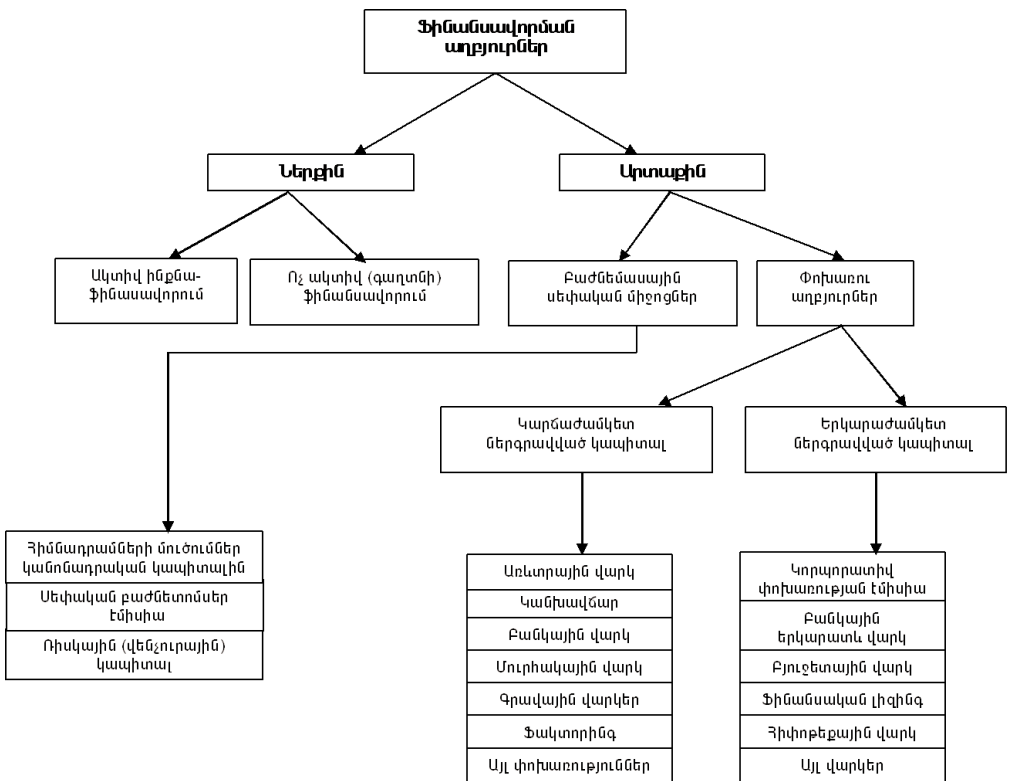 Ֆինանսավորման
աղբյուրներ
Ներքին
Արտաքին
Ակտիվ ինքնա-
ֆինասավորում
Ոչ ակտիվ (գաղտնի)
ֆինանսավորում
Բաժնեմասային
սեփական միջոցներ
Փոխառու
աղբյուրներ
Կարճաժամկետ
ներգրավված կապիտալ
Երկարաժամկետ
ներգրավված կապիտալ
Հիմնադրամների մուծումներ
կանոնադրական կապիտալին
Սեփական բաժնետոմսեր
էմիսիա
Ռիսկային (վենչուրային)
կապիտալ
Առևտրային վարկ
Կանխավճար
Բանկային վարկ
Մուրհակային վարկ
Գրավային վարկեր
Ֆակտորինգ
Այլ փոխառություններ
Կորպորատիվ
փոխառության էմիսիա
Բանկային
երկարատև վարկ
Բյուջետային վարկ
Ֆինանսական լիզինգ
Հիփոթեքային վարկ
Այլ վարկեր